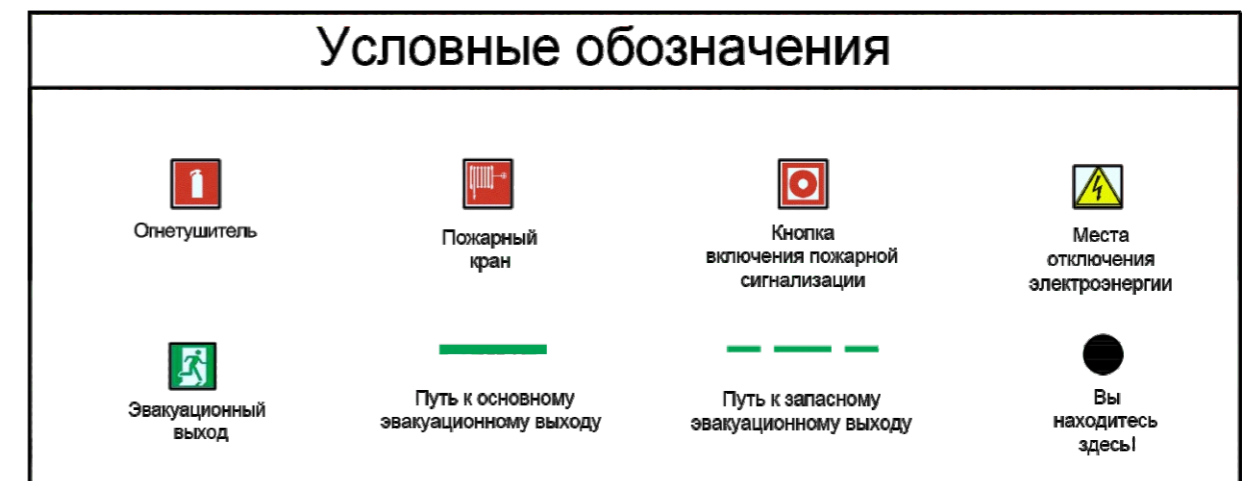 Условные обозначения
Огнетушитель
Пожарный
кран
Кнопка
включения пожарной
сигнализации
Места
отключения
электроэнергии
Эвакуационный
выход
Путь к основному
эвакуационному выходу
Путь к запасному
эвакуационному выходу
Вы
находитесь
здесь!